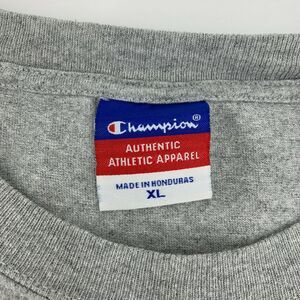 Champion®
AUTHENTIC
ATHLETIC APPAREL
MADE IN HONDURAS
XL